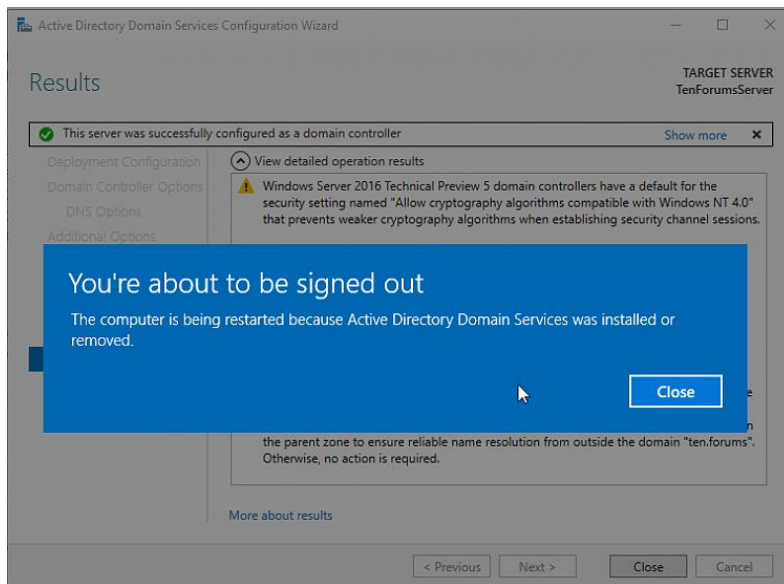 Active Directory Domain Services Configuration Wizard
Results
TARGET SERVER
TenForumsServer
This server was successfully configured as a domain controller
Show more
Deployment Configuration
Domain Controller Options
DNS Options
Additional Options
View detailed operation results
Windows Server 2016 Technical Preview 5 domain controllers have a default for the
security setting named "Allow cryptography algorithms compatible with Windows NT 4.0"
that prevents weaker cryptography algorithms when establishing security channel sessions.
You're about to be signed out
The computer is being restarted because Active Directory Domain Services was installed or
removed.
Close
the parent zone to ensure reliable name resolution from outside the domain "ten.forums".
Otherwise, no action is required.
More about results
< Previous
Next >
Close
Cancel